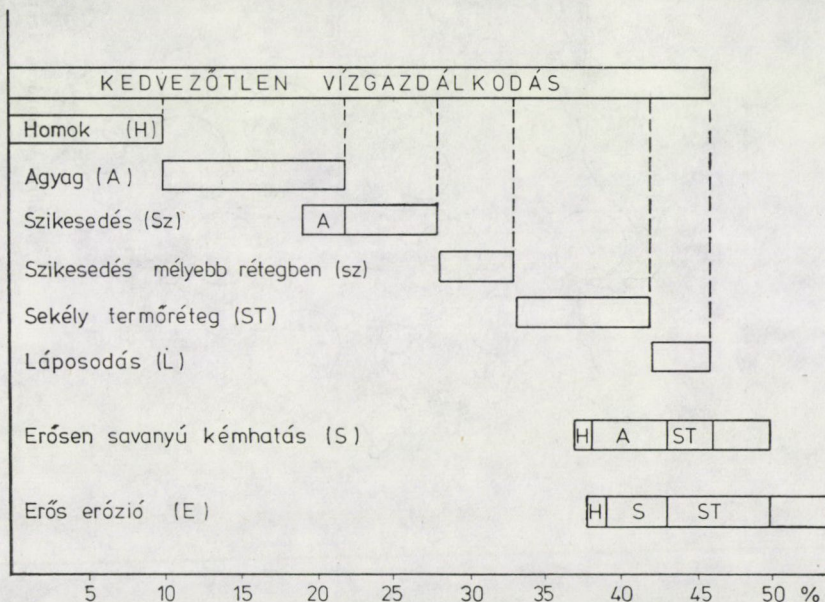 KEDVEZŐTLEN VÍZGAZDÁLKODÁS
Homok (H)
Agyag (A)
Szikesedés (Sz) A
Szikesedés mélyebb rétegben (sz)
Sekély termőréteg (ST)
Láposodás (L)
Erősen savanyú kémhatás (S) H A ST
Erős erózió (E) H S ST
5 10 15 20 25 30 35 40 45 50 %